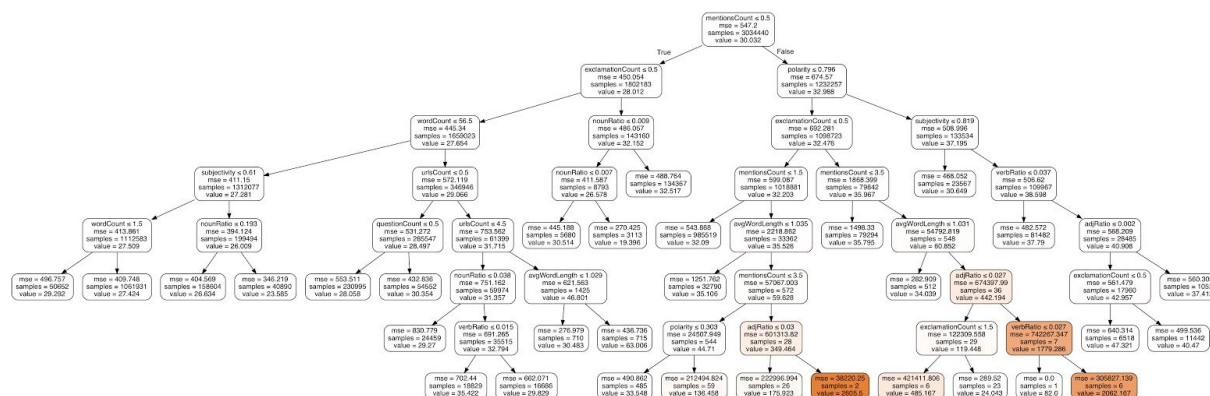 mentionsCount ≤ 0.5
mse = 547.2
samples = 3034440
value = 30.032
True
False
exclamationCount ≤ 0.5
mse = 450.054
samples = 1802183
value = 28.012
polarity ≤ 0.796
mse = 674.57
samples = 1232257
value = 32.988
wordCount ≤ 56.5
mse = 445.34
samples = 1659023
value = 27.654
nounRatio ≤ 0.009
mse = 486.057
samples = 143160
value = 32.152
exclamationCount ≤ 0.5
mse = 692.281
samples = 1098723
value = 32.476
subjectivity ≤ 0.819
mse = 508.996
samples = 133534
value = 37.195
subjectivity ≤ 0.61
mse = 411.15
samples = 1312077
value = 27.281
urlsCount ≤ 0.5
mse = 572.119
samples = 346946
value = 29.066
nounRatio ≤ 0.007
mse = 411.587
samples = 8793
value = 26.578
mse = 488.764
samples = 134367
value = 32.517
mentionsCount ≤ 1.5
mse = 599.087
samples = 1018881
value = 32.203
mentionsCount ≤ 3.5
mse = 1868.399
samples = 79842
value = 35.967
mse = 468.052
samples = 23567
value = 30.649
verbRatio ≤ 0.037
mse = 506.62
samples = 109967
value = 38.598
wordCount ≤ 1.5
mse = 413.861
samples = 1112583
value = 27.509
nounRatio ≤ 0.193
mse = 394.124
samples = 199494
value = 26.009
questionCount ≤ 0.5
mse = 531.272
samples = 285547
value = 28.497
urlsCount ≤ 4.5
mse = 753.562
samples = 61399
value = 31.715
mse = 445.188
samples = 5680
value = 30.514
mse = 270.425
samples = 3113
value = 19.396
mse = 543.868
samples = 985519
value = 32.09
avgWordLength ≤ 1.035
mse = 2218.862
samples = 33362
value = 35.526
mse = 1498.33
samples = 79294
value = 35.795
avgWordLength ≤ 1.031
mse = 54792.819
samples = 548
value = 60.852
mse = 482.572
samples = 81482
value = 37.79
adjRatio ≤ 0.002
mse = 568.209
samples = 28485
value = 40.908
mse = 496.757
samples = 50652
value = 29.292
mse = 409.748
samples = 1061931
value = 27.424
mse = 404.569
samples = 158604
value = 26.634
mse = 346.219
samples = 40890
value = 23.585
mse = 553.511
samples = 230995
value = 28.058
mse = 432.836
samples = 54552
value = 30.354
nounRatio ≤ 0.038
mse = 751.162
samples = 59974
value = 31.357
avgWordLength ≤ 1.029
mse = 621.563
samples = 1425
value = 46.801
mse = 1251.762
samples = 32790
value = 35.106
mentionsCount ≤ 3.5
mse = 57067.003
samples = 572
value = 59.628
mse = 282.909
samples = 512
value = 34.039
adjRatio ≤ 0.027
mse = 674397.99
samples = 36
value = 442.194
exclamationCount ≤ 0.5
mse = 561.479
samples = 17960
value = 42.957
mse = 560.30
samples = 105
value = 37.41
mse = 830.779
samples = 24459
value = 29.27
verbRatio ≤ 0.015
mse = 691.265
samples = 35515
value = 32.794
mse = 276.979
samples = 710
value = 30.483
mse = 436.736
samples = 715
value = 63.006
polarity ≤ 0.303
mse = 24507.949
samples = 544
value = 44.71
adjRatio ≤ 0.03
mse = 601313.82
samples = 28
value = 349.464
exclamationCount ≤ 1.5
mse = 122309.558
samples = 29
value = 119.448
verbRatio ≤ 0.027
mse = 742267.347
samples = 7
value = 1779.286
mse = 640.314
samples = 6518
value = 47.321
mse = 499.536
samples = 11442
value = 40.47
mse = 702.44
samples = 18829
value = 35.422
mse = 662.071
samples = 16686
value = 29.829
mse = 490.862
samples = 485
value = 33.548
mse = 212494.824
samples = 59
value = 136.458
mse = 222996.994
samples = 26
value = 175.923
mse = 38220.25
samples = 2
value = 2605.5
mse = 421411.806
samples = 6
value = 485.167
mse = 289.52
samples = 23
value = 24.043
mse = 0.0
samples = 1
value = 82.0
mse = 305827.139
samples = 6
value = 2062.167